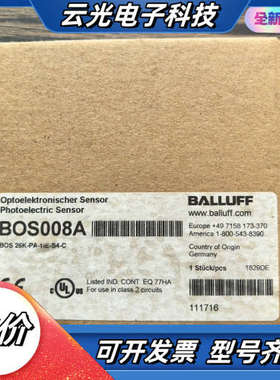 云光电子科技
全新
Optoelektronischer Sensor
Photoelectric Sensor
BALLUFF
www.balluff.com
BOS008A
BOS 26K-PA-1IE-S4-C
Europe +49 7158 173-370
America 1-800-543-8390
Country of Origin
Germany
Listed IND. CONT. EQ 77HA
For use in class 2 circuits
1 Stück/pcs
1829DE
111716
价
可开发票 型号齐